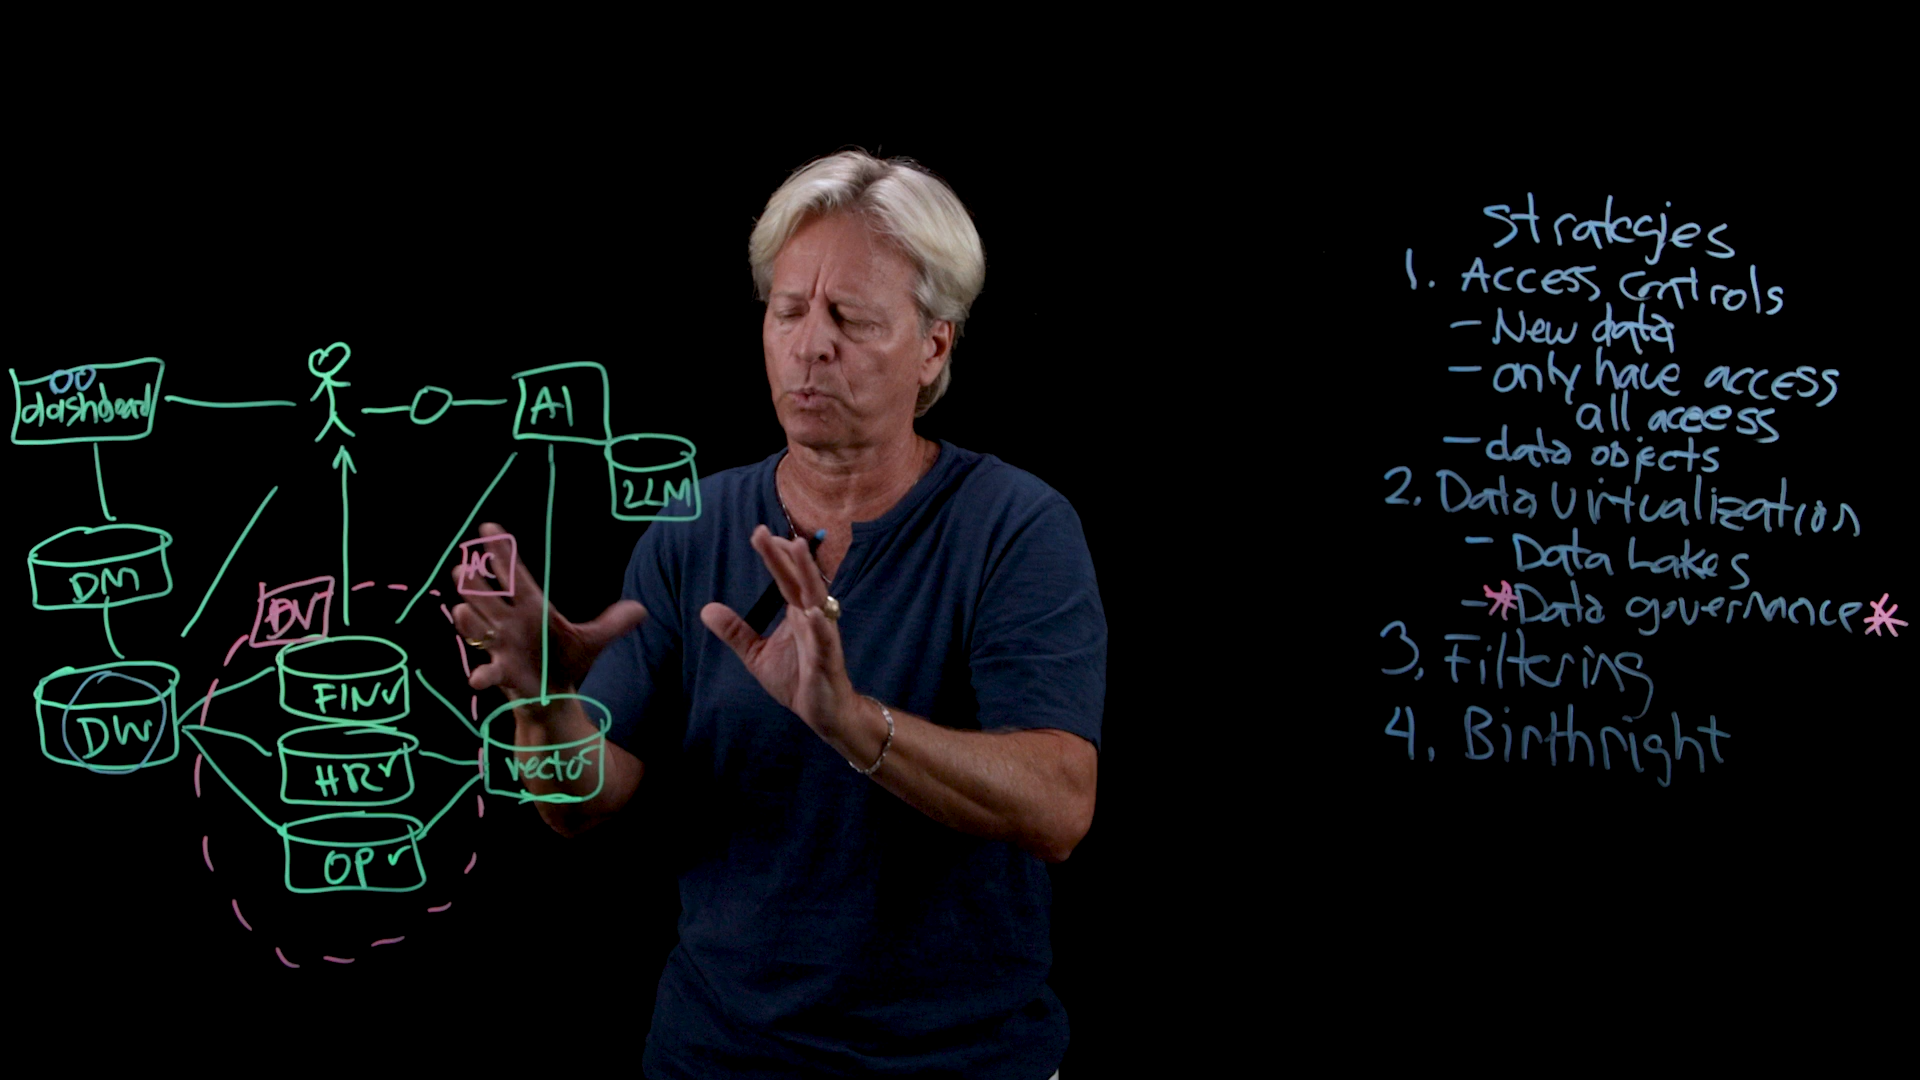 dashboard
AI
LLM
DM
AC
DV
DW
FIN
HR
OP
vector
Strategies
1. Access Controls
- New data
- only have access
all access
- data objects
2. Data Virtualization
- Data Lakes
- *Data governance*
3. Filtering
4. Birthright